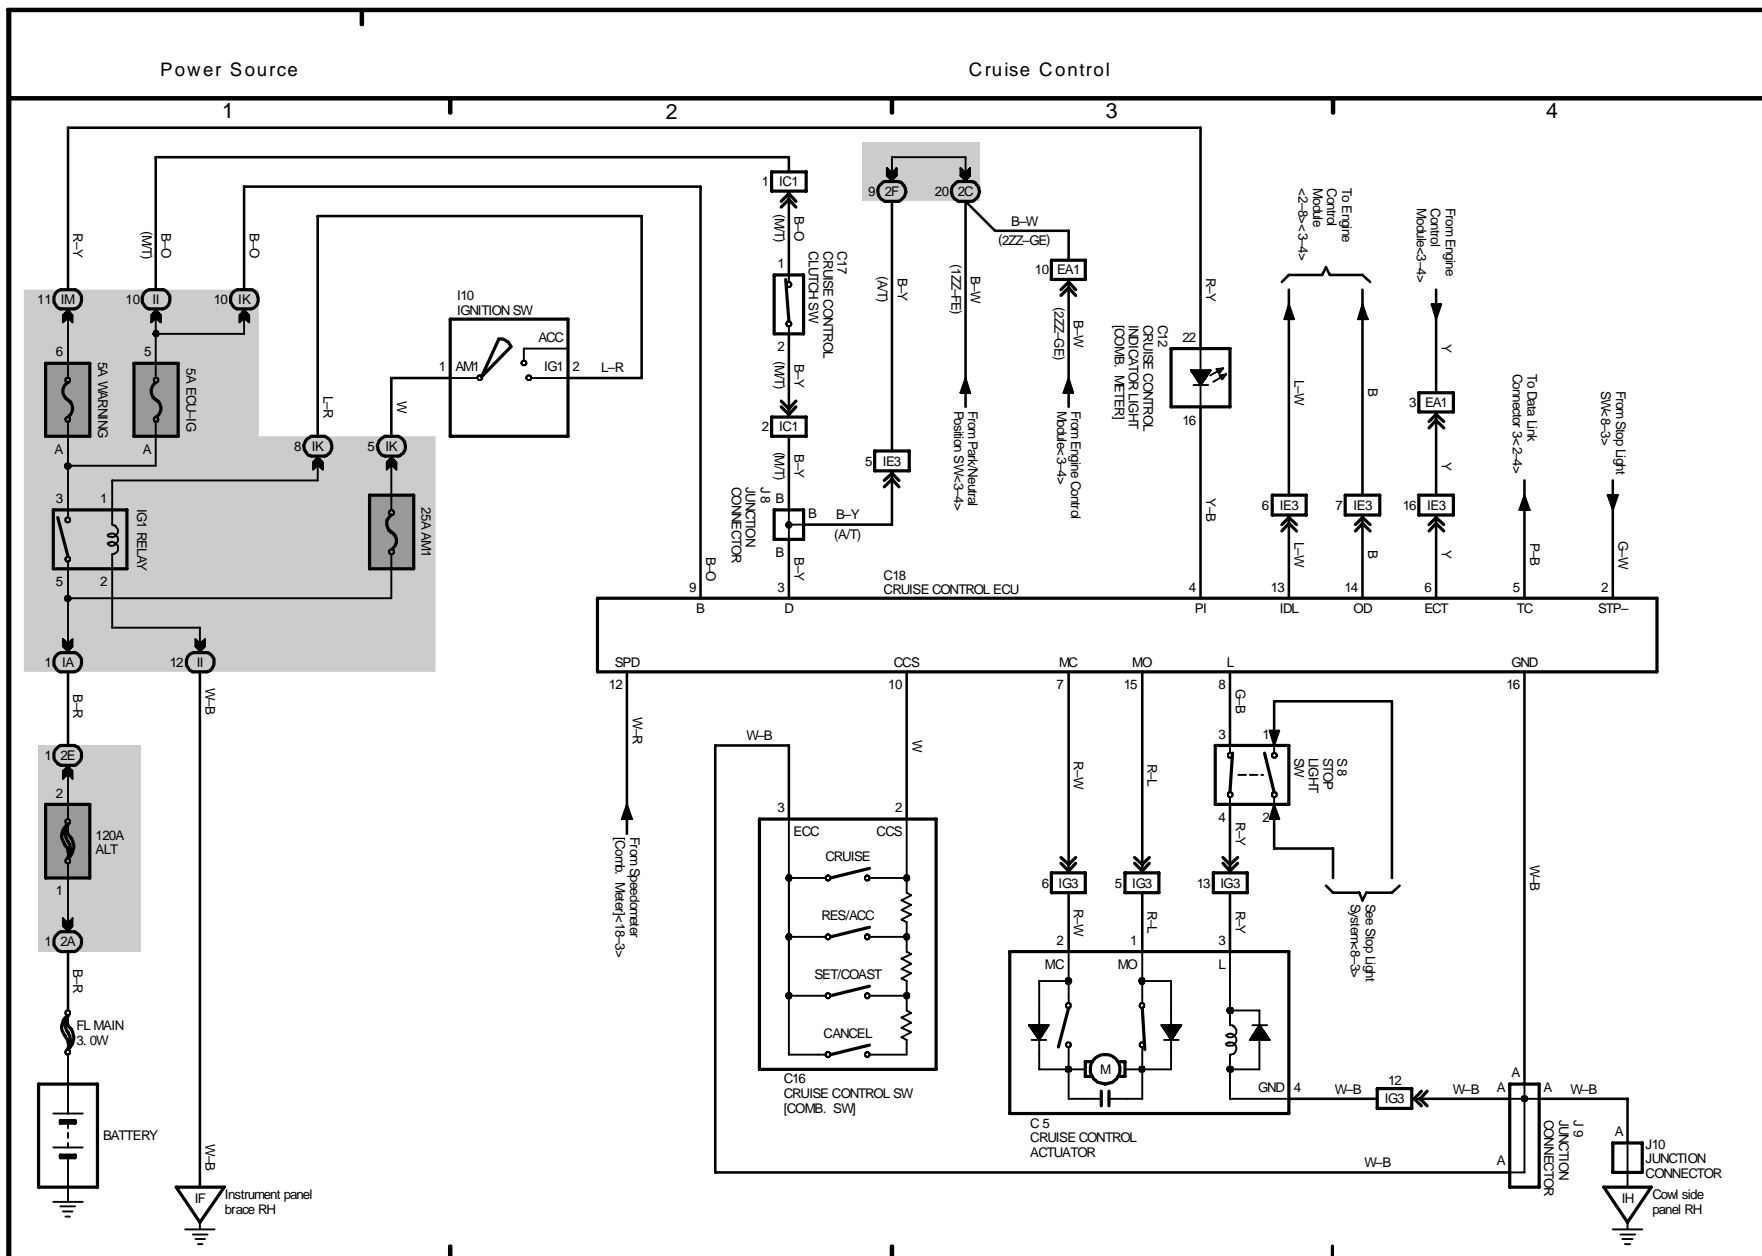 Power Source
Cruise Control
1
2
3
4
R–Y
B–O
(M/T)
B–O
11 IM
10 II
10 IK
6
5
5A WARNING
5A ECU–IG
A
A
3
1
IG1 RELAY
5
2
L–R
W
8 IK
5 IK
25A AM1
1 IA
12 II
B–R
W–B
1 2E
2
120A
ALT
1
1 2A
B–R
FL MAIN
3. 0W
BATTERY
W–B
IF
Instrument panel
brace RH
I10
IGNITION SW
ACC
1
AM1
IG1
2
L–R
1 IC1
B–O
(M/T)
C17
CRUISE CONTROL
CLUTCH SW
1
2
B–Y
(M/T)
2 IC1
B–Y
(M/T)
J 8
JUNCTION
CONNECTOR
B
B
B
B–Y
(A/T)
B–Y
B–O
9 2F
20 2C
B–Y
(A/T)
5 IE3
B–W
(2ZZ–GE)
B–W
(1ZZ–FE)
10 EA1
B–W
(2ZZ–GE)
From Park/Neutral
Position SW<3–4>
From Engine Control
Module<3–4>
R–Y
C12
CRUISE CONTROL
INDICATOR LIGHT
[COMB. METER]
22
16
Y–B
To Engine
Control
Module
<2–8><3–4>
L–W
B
6 IE3
7 IE3
L–W
B
From Engine
Control
Module<3–4>
Y
3 EA1
Y
16 IE3
Y
To Data Link
Connector 3<2–4>
P–B
From Stop Light
SW<8–3>
G–W
C18
CRUISE CONTROL ECU
9
3
4
13
14
6
5
2
B
D
PI
IDL
OD
ECT
TC
STP–
SPD
CCS
MC
MO
L
GND
12
10
7
15
8
16
W–R
From Speedometer
[Comb. Meter]<18–3>
W–B
W
3
2
ECC
CCS
CRUISE
RES/ACC
SET/COAST
CANCEL
C16
CRUISE CONTROL SW
[COMB. SW]
R–W
R–L
G–B
3
1
S 8
STOP
LIGHT
SW
4
2
R–Y
See Stop Light
System<8–3>
6 IG3
5 IG3
13 IG3
R–W
R–L
R–Y
2
1
3
MC
MO
L
M
GND
4
C 5
CRUISE CONTROL
ACTUATOR
W–B
12
IG3
W–B
W–B
W–B
A
A
A
A
W–B
J 9
JUNCTION
CONNECTOR
A
J10
JUNCTION
CONNECTOR
IH
Cowl side
panel RH